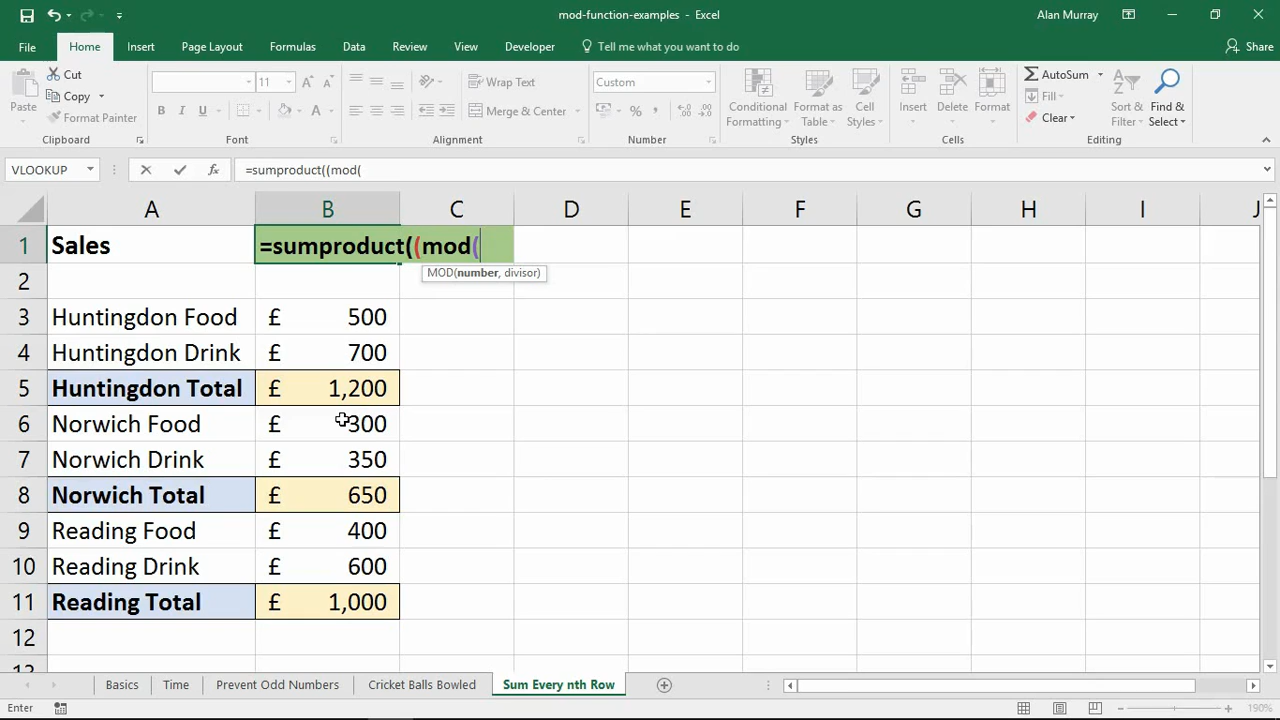 mod-function-examples - Excel
Alan Murray
File Home Insert Page Layout Formulas Data Review View Developer Tell me what you want to do Share
Paste
Cut
Copy
Format Painter
Clipboard
11
B I U
A A
A
Font
Wrap Text
Merge & Center
Alignment
Custom
%
Number
Conditional Formatting
Format as Table
Cell Styles
Styles
Insert
Delete
Format
Cells
AutoSum
Fill
Clear
Sort & Filter
Find & Select
Editing
VLOOKUP fx =sumproduct((mod(
A B C D E F G H I J
1 Sales =sumproduct((mod(
MOD(number, divisor)
2
3 Huntingdon Food £ 500
4 Huntingdon Drink £ 700
5 Huntingdon Total £ 1,200
6 Norwich Food £ 300
7 Norwich Drink £ 350
8 Norwich Total £ 650
9 Reading Food £ 400
10 Reading Drink £ 600
11 Reading Total £ 1,000
12
13
Basics Time Prevent Odd Numbers Cricket Balls Bowled Sum Every nth Row
Enter 190%